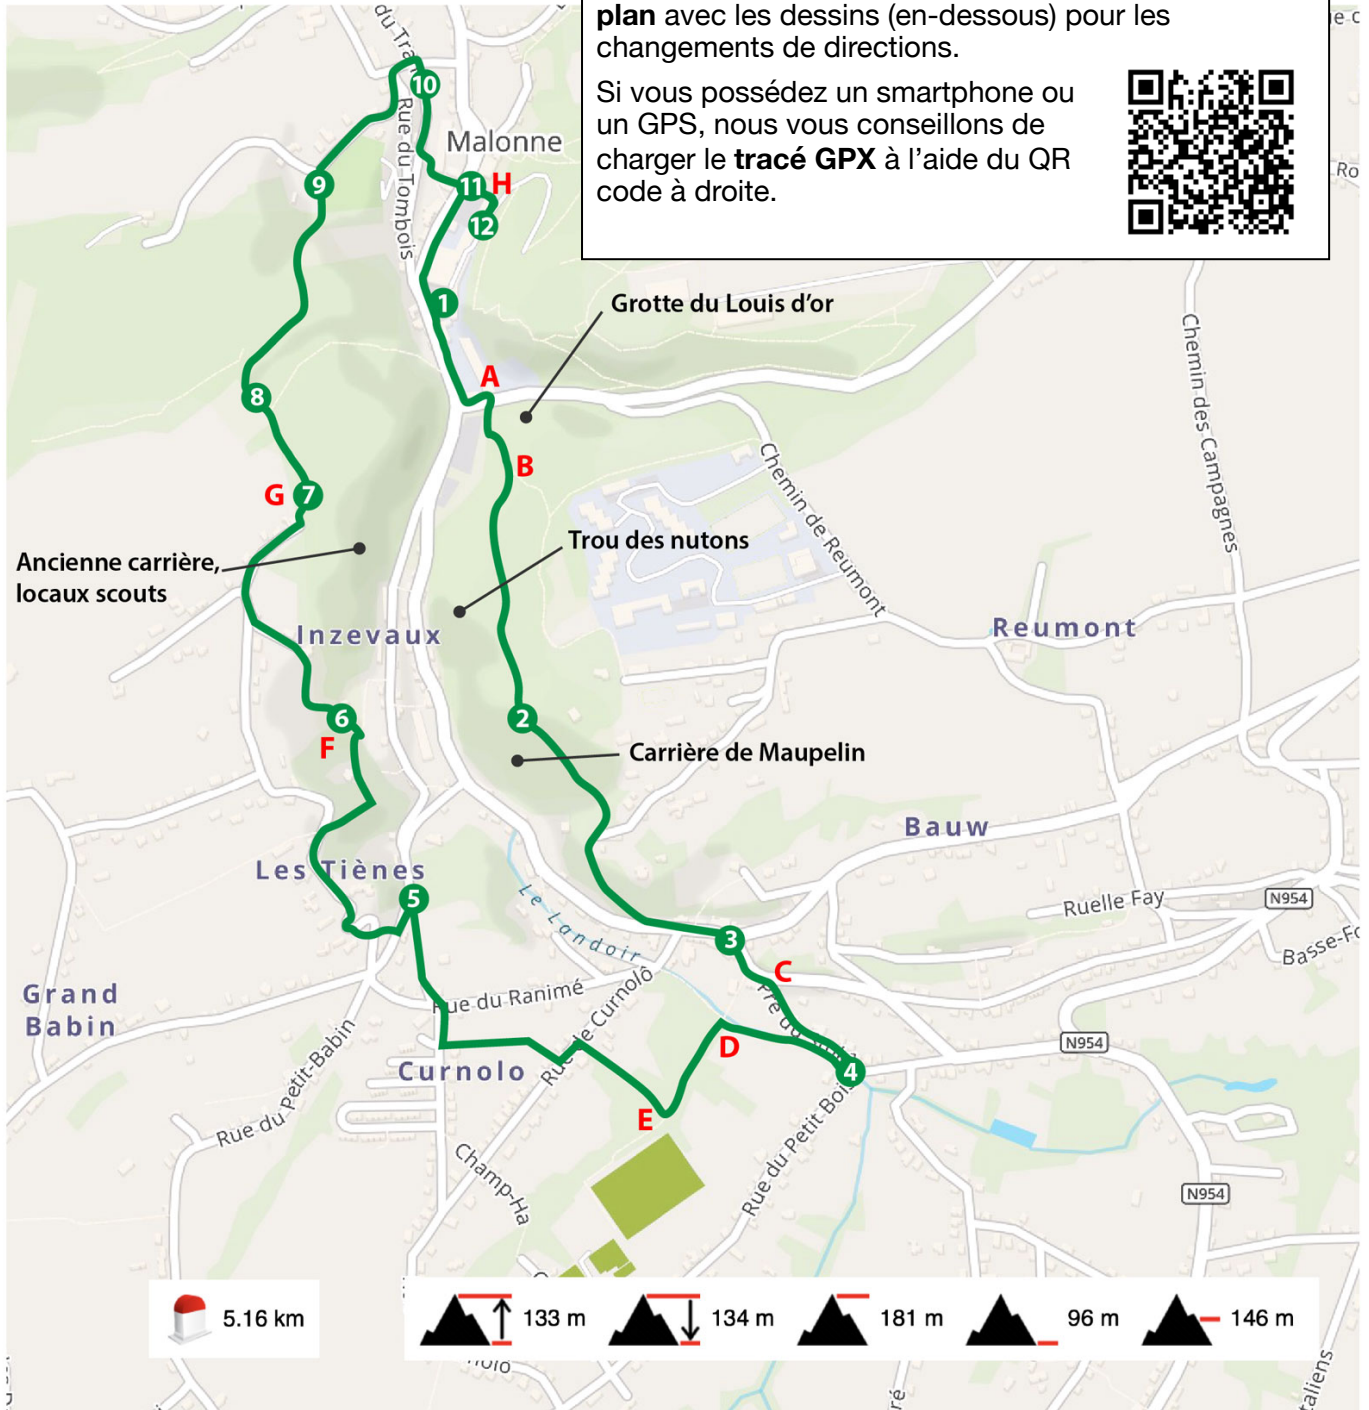 plan avec les dessins (en-dessous) pour les
changements de directions.
Si vous possédez un smartphone ou
un GPS, nous vous conseillons de
charger le tracé GPX à l'aide du QR
code à droite.
10
Rue du Tombois
Malonne
9
11
H
12
1
Grotte du Louis d'or
Chemin des Campagnes
A
8
B
Chemin de Reumont
G
7
Trou des nutons
Ancienne carrière,
locaux scouts
Inzevaux
Reumont
2
6
F
Carrière de Maupelin
Bauw
Les Tiènes
5
Le Landoir
Ruelle Fay
N954
3
C
Grand
Babin
Rue du Ranimé
Rue de Curnolô
Pré du
D
N954
4
Curnolo
Rue du Petit-Babin
E
Rue du Petit Bois
Champ-Ha
N954
5.16 km
133 m
134 m
181 m
96 m
146 m